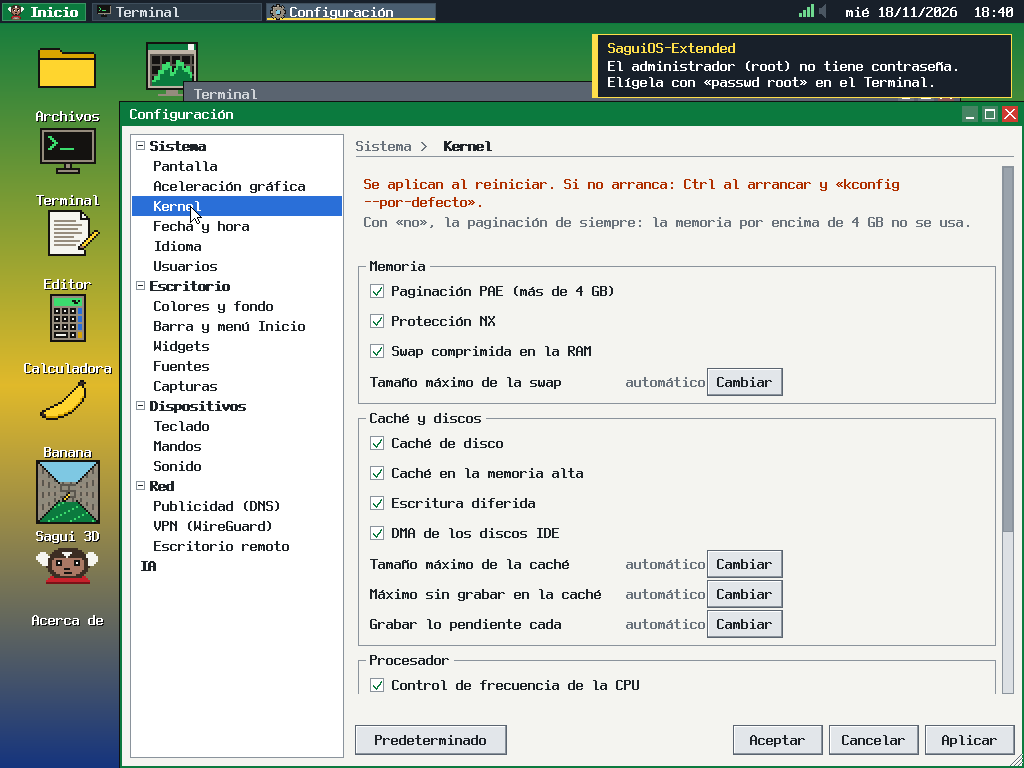 Inicio
Terminal
Configuración
mié 18/11/2026
18:40
SaguiOS-Extended
El administrador (root) no tiene contraseña.
Elígela con «passwd root» en el Terminal.
Archivos
Terminal
Editor
Calculadora
Banana
Sagui 3D
Acerca de
Terminal
Configuración
Sistema
Pantalla
Aceleración gráfica
Kernel
Fecha y hora
Idioma
Usuarios
Escritorio
Colores y fondo
Barra y menú Inicio
Widgets
Fuentes
Capturas
Dispositivos
Teclado
Mandos
Sonido
Red
Publicidad (DNS)
VPN (WireGuard)
Escritorio remoto
IA
Sistema > Kernel
Se aplican al reiniciar. Si no arranca: Ctrl al arrancar y «kconfig
--por-defecto».
Con «no», la paginación de siempre: la memoria por encima de 4 GB no se usa.
Memoria
Paginación PAE (más de 4 GB)
Protección NX
Swap comprimida en la RAM
Tamaño máximo de la swap automático Cambiar
Caché y discos
Caché de disco
Caché en la memoria alta
Escritura diferida
DMA de los discos IDE
Tamaño máximo de la caché automático Cambiar
Máximo sin grabar en la caché automático Cambiar
Grabar lo pendiente cada automático Cambiar
Procesador
Control de frecuencia de la CPU
Predeterminado
Aceptar
Cancelar
Aplicar